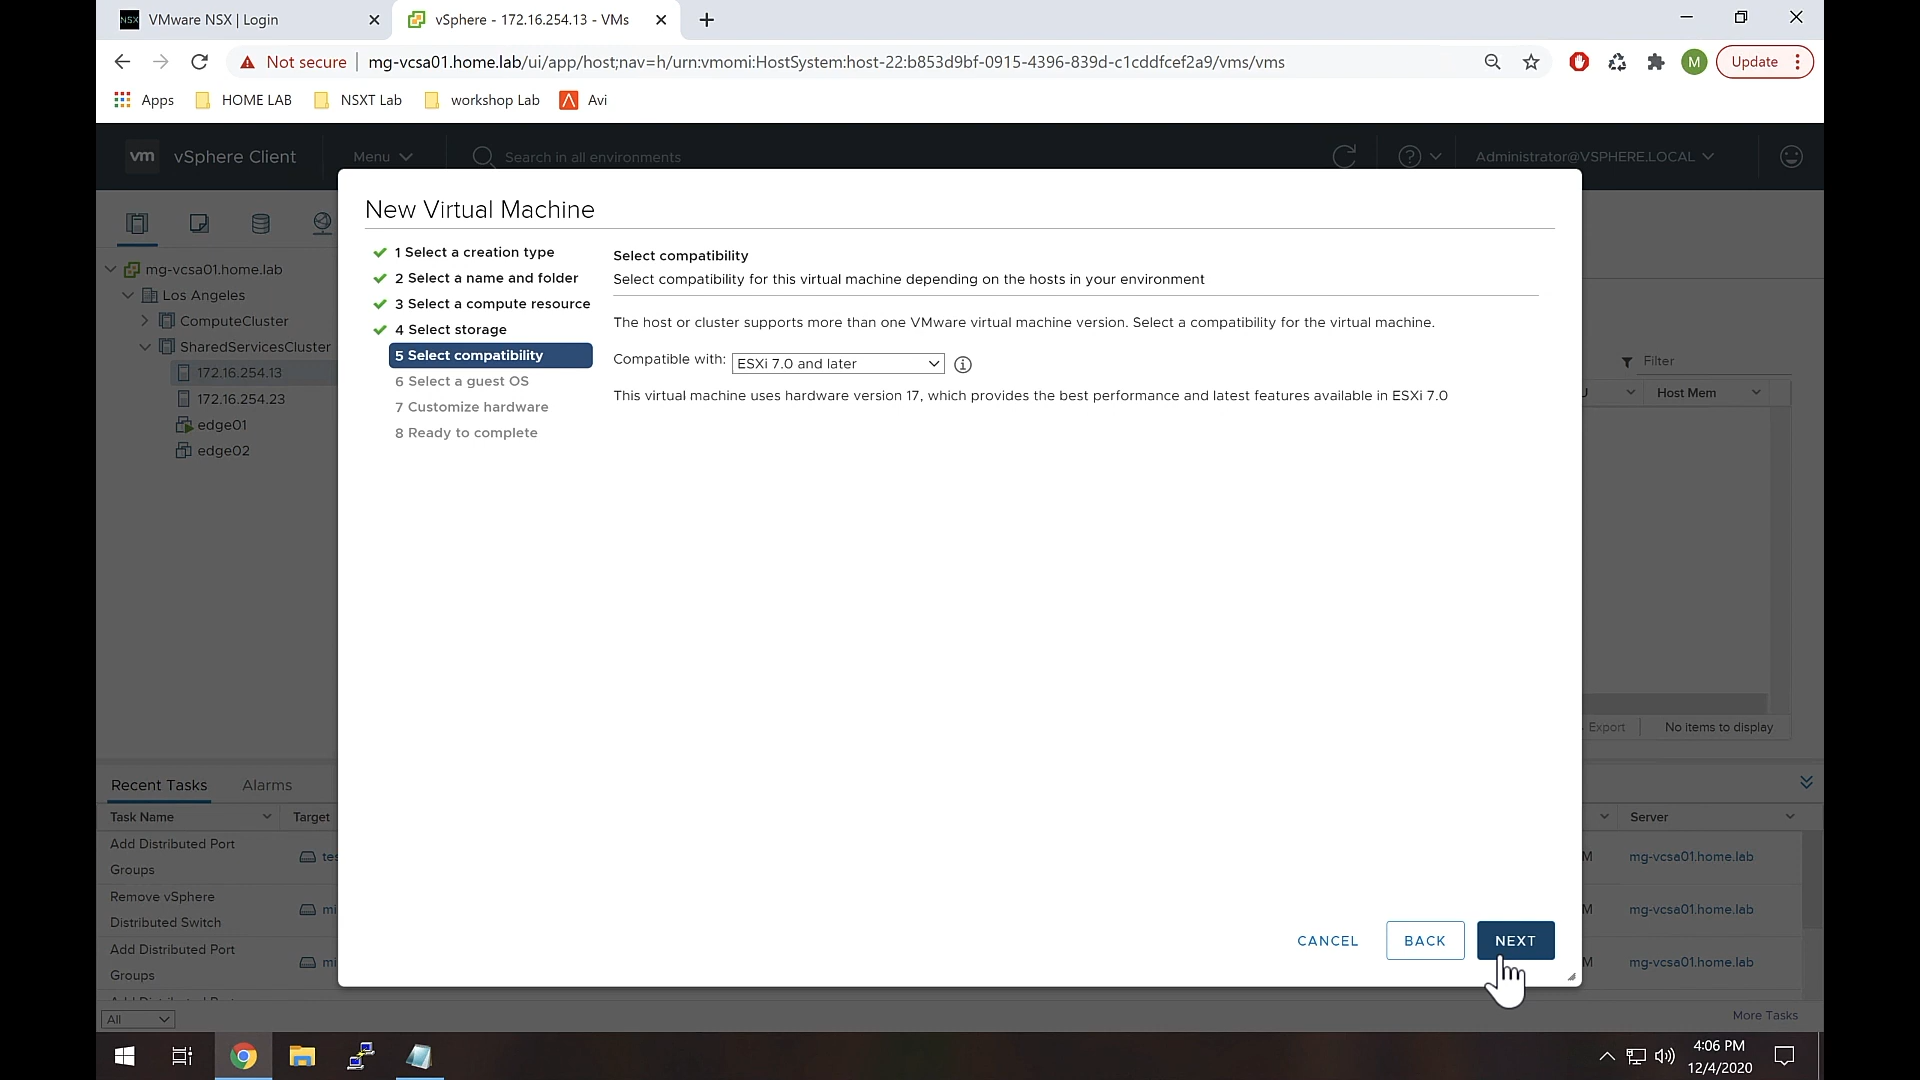 NSX
VMware NSX | Login
vSphere - 172.16.254.13 - VMs
Not secure
mg-vcsa01.home.lab/ui/app/host;nav=h/urn:vmomi:HostSystem:host-22:b853d9bf-0915-4396-839d-c1cddfcef2a9/vms/vms
M
Update
Apps
HOME LAB
NSXT Lab
workshop Lab
Avi
vm
vSphere Client
Menu
Search in all environments
Administrator@VSPHERE.LOCAL
mg-vcsa01.home.lab
Los Angeles
ComputeCluster
SharedServicesCluster
172.16.254.13
172.16.254.23
edge01
edge02
New Virtual Machine
1 Select a creation type
2 Select a name and folder
3 Select a compute resource
4 Select storage
5 Select compatibility
6 Select a guest OS
7 Customize hardware
8 Ready to complete
Select compatibility
Select compatibility for this virtual machine depending on the hosts in your environment
The host or cluster supports more than one VMware virtual machine version. Select a compatibility for the virtual machine.
Compatible with: ESXi 7.0 and later
This virtual machine uses hardware version 17, which provides the best performance and latest features available in ESXi 7.0
CANCEL
BACK
NEXT
Filter
Host Mem
Export
No items to display
Recent Tasks
Alarms
Task Name
Target
Server
Add Distributed Port
Groups
mg-vcsa01.home.lab
Remove vSphere
Distributed Switch
mi
mg-vcsa01.home.lab
Add Distributed Port
Groups
mi
mg-vcsa01.home.lab
All
More Tasks
4:06 PM
12/4/2020